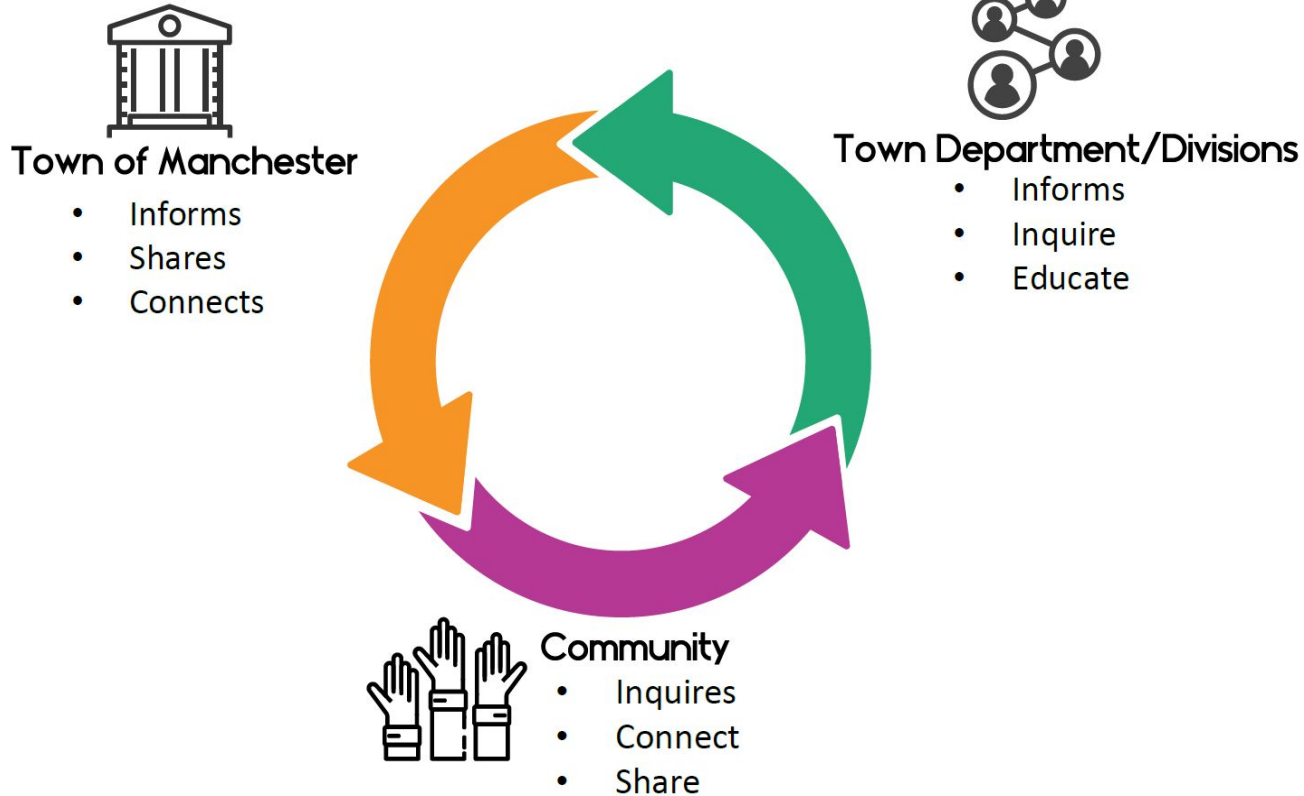 Town of Manchester
• Informs
• Shares
• Connects
Town Department/Divisions
• Informs
• Inquire
• Educate
Community
• Inquires
• Connect
• Share